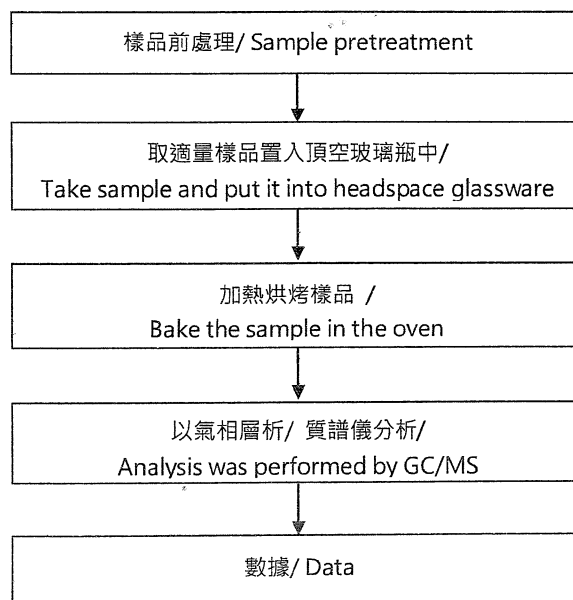 樣品前處理/ Sample pretreatment
取適量樣品置入頂空玻璃瓶中/
Take sample and put it into headspace glassware
加熱烘烤樣品 /
Bake the sample in the oven
以氣相層析/ 質譜儀分析/
Analysis was performed by GC/MS
數據/ Data